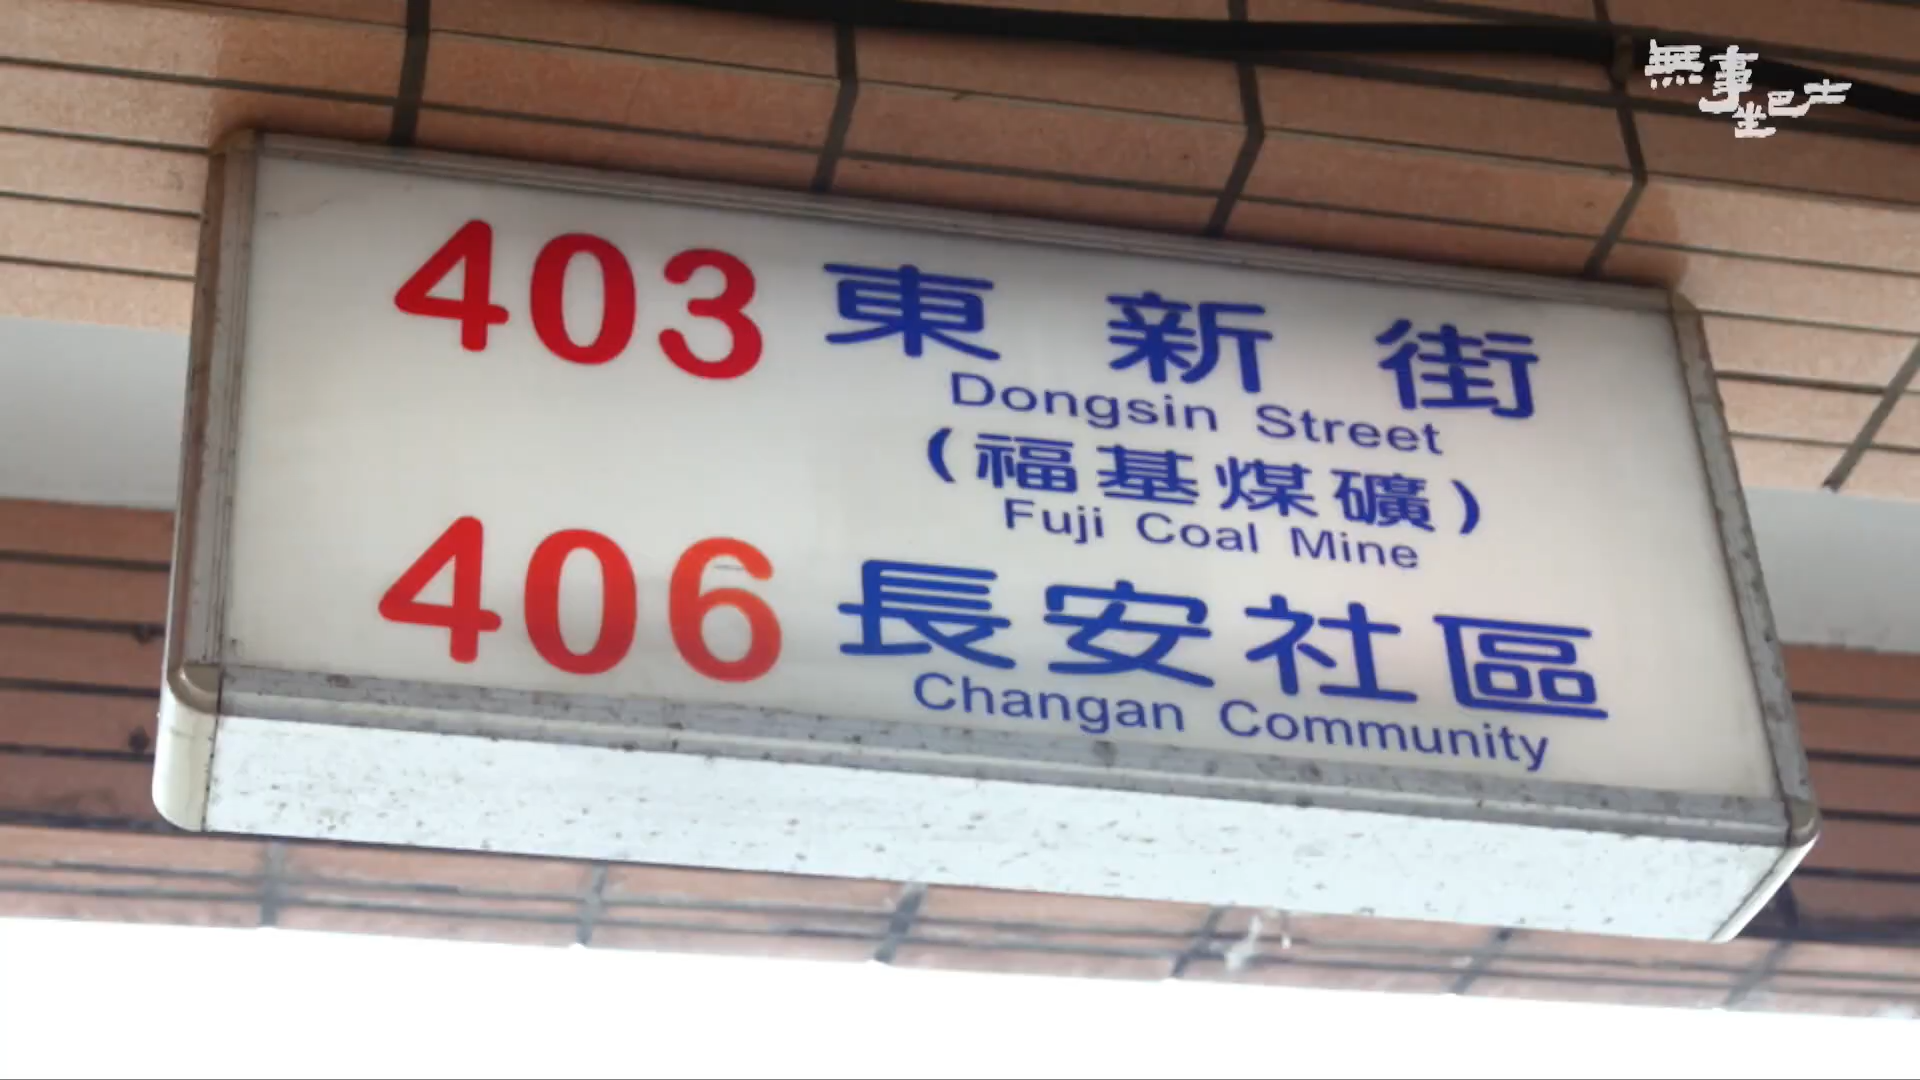 無事坐巴士
403 東新街
Dongsin Street
(福基煤礦)
Fuji Coal Mine
406 長安社區
Changan Community